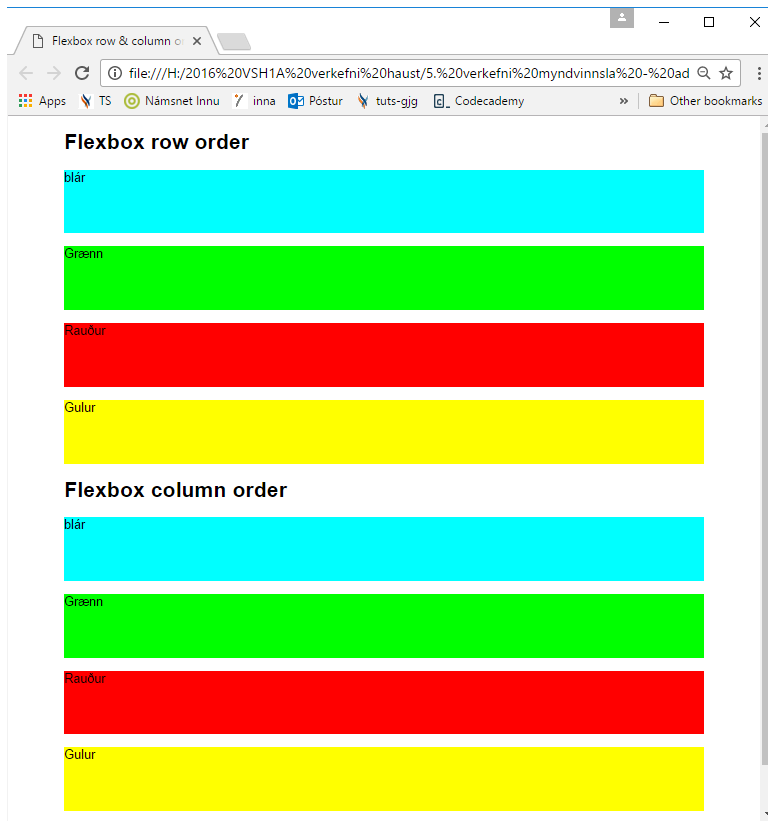 Flexbox row & column o
file:///H:/2016%20VSH1A%20verkefni%20haust/5.%20verkefni%20myndvinnsla%20-%20ad
Apps TS Námsnet Innu inna Póstur tuts-gjg Codecademy » Other bookmarks
Flexbox row order
blár
Grænn
Rauður
Gulur
Flexbox column order
blár
Grænn
Rauður
Gulur